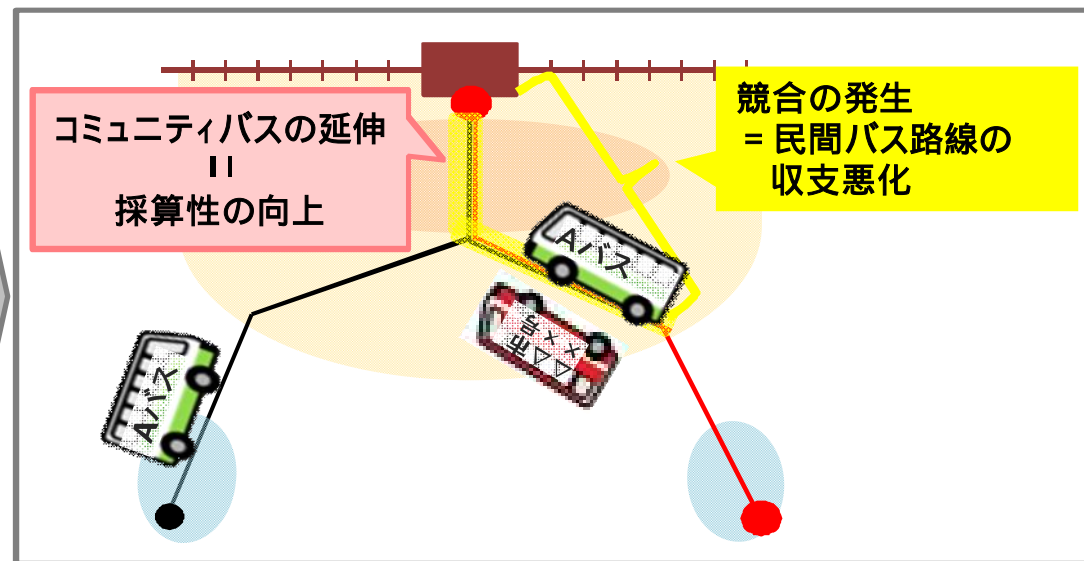 コミュニティバスの延伸
=
採算性の向上
競合の発生
= 民間バス路線の
収支悪化
Aバス
Aバス
市△△
××号